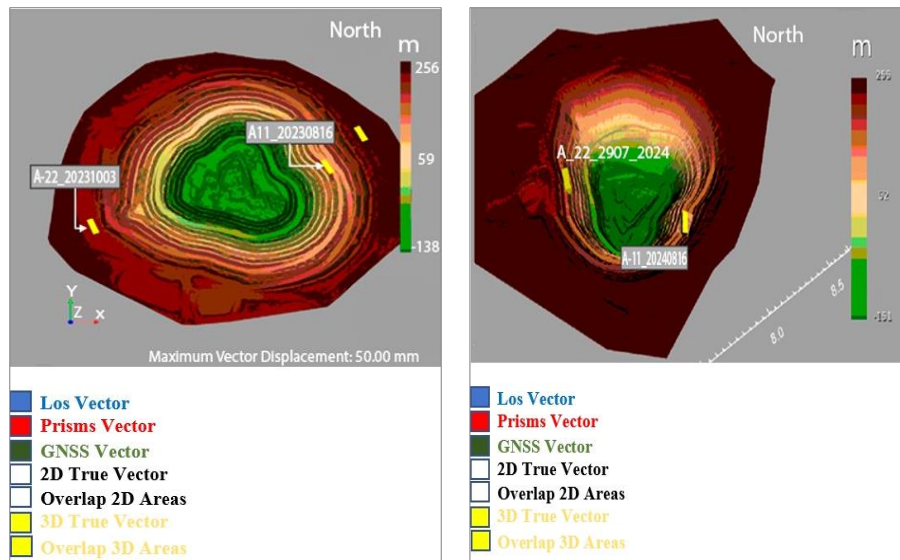 North
m
256
A11_20230816
59
A-22_20231003
-138
Y
Z x
Maximum Vector Displacement: 50.00 mm
Los Vector
Prisms Vector
GNSS Vector
2D True Vector
Overlap 2D Areas
3D True Vector
Overlap 3D Areas
North
m
A_22_2907_2024
52
A-11_20240816
8.5
8.0
-151
Los Vector
Prisms Vector
GNSS Vector
2D True Vector
Overlap 2D Areas
3D True Vector
Overlap 3D Areas